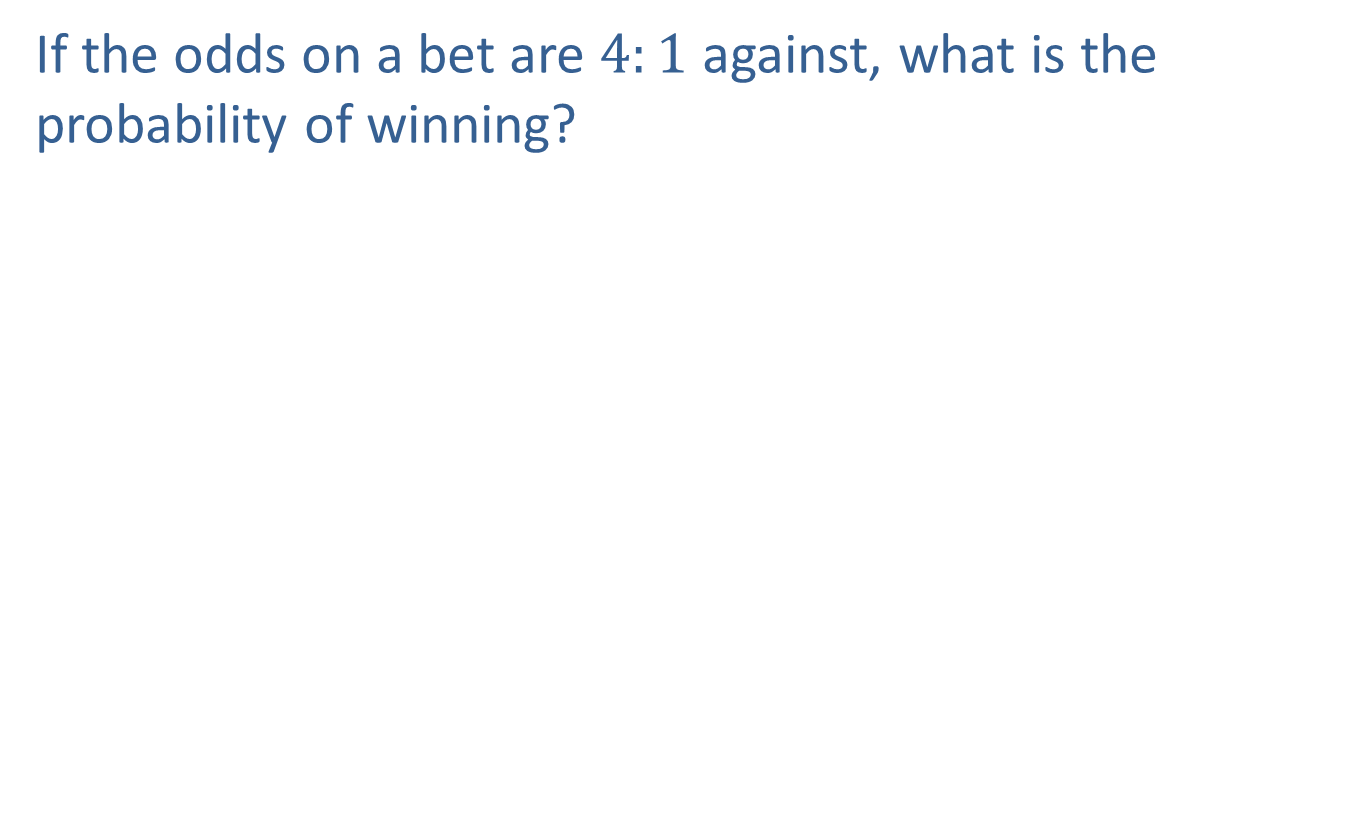 If the odds on a bet are 4: 1 against, what is the
probability of winning?